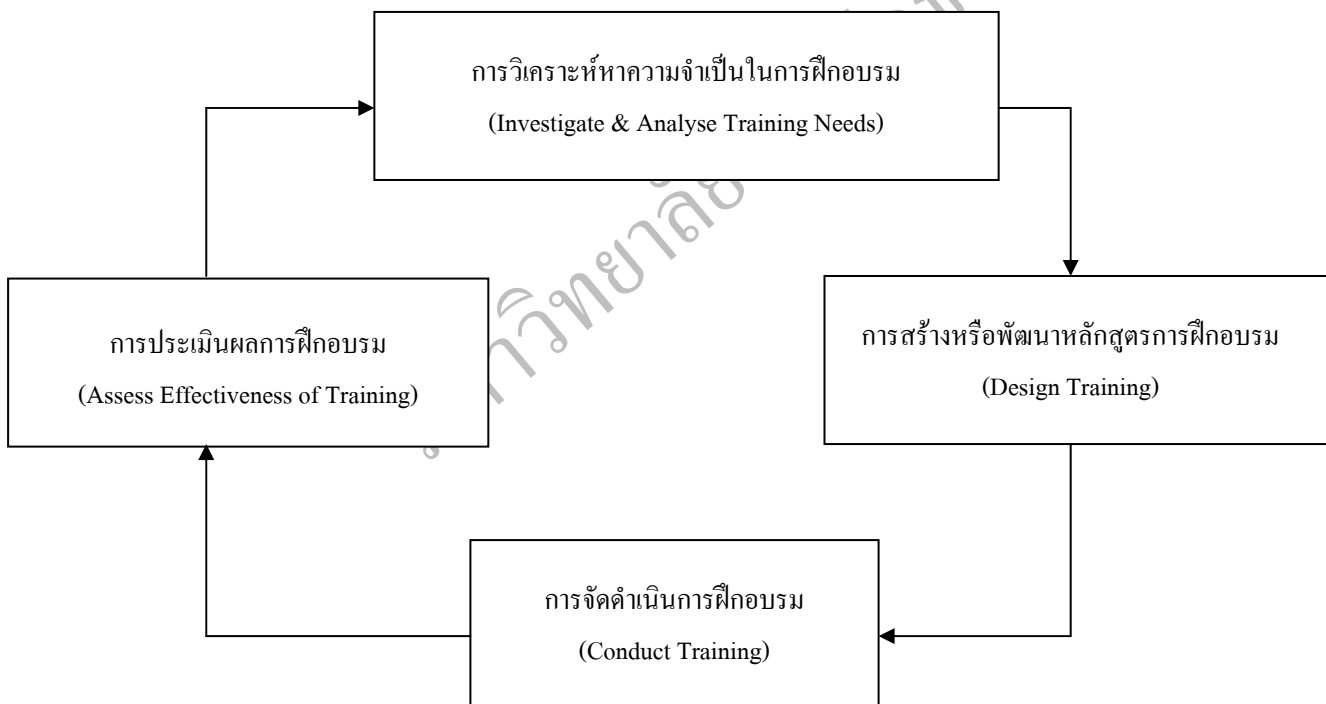 การวิเคราะห์หาความจำเป็นในการฝึกอบรม
(Investigate & Analyse Training Needs)
การสร้างหรือพัฒนาหลักสูตรการฝึกอบรม
(Design Training)
การจัดดำเนินการฝึกอบรม
(Conduct Training)
การประเมินผลการฝึกอบรม
(Assess Effectiveness of Training)